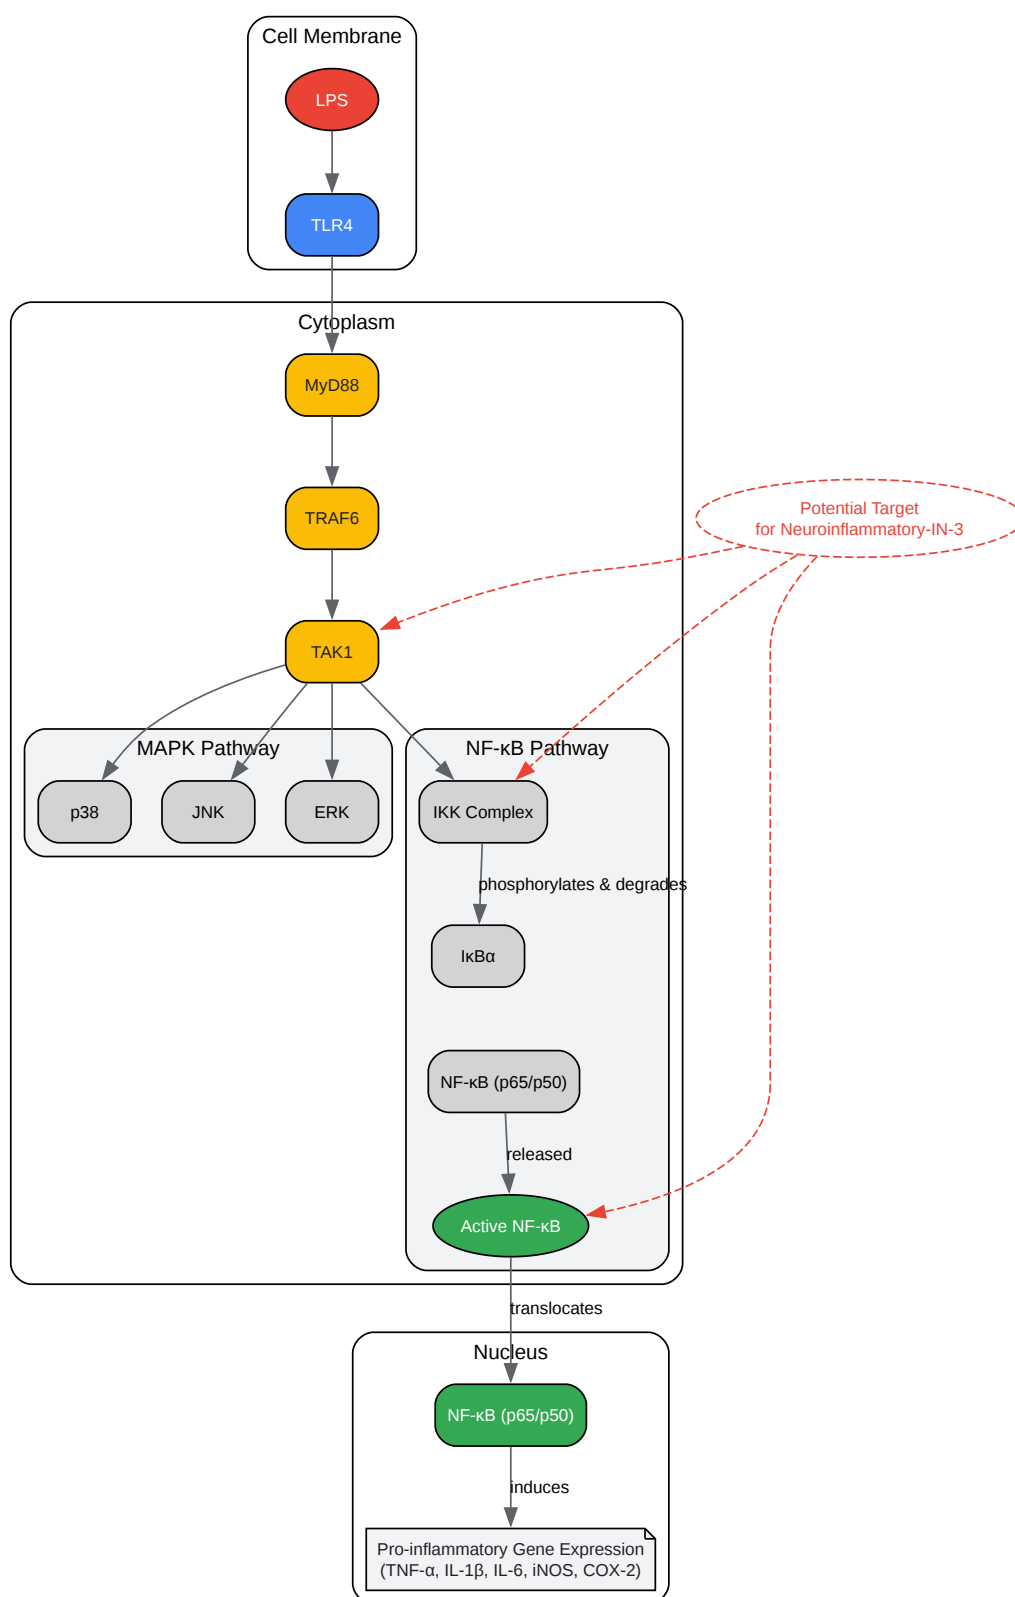 Cell Membrane
LPS
TLR4
Cytoplasm
MyD88
TRAF6
Potential Target
for Neuroinflammatory-IN-3
TAK1
MAPK Pathway
NF-κB Pathway
p38
JNK
ERK
IKK Complex
phosphorylates & degrades
IκBα
NF-κB (p65/p50)
released
Active NF-κB
translocates
Nucleus
NF-κB (p65/p50)
induces
Pro-inflammatory Gene Expression
(TNF-α, IL-1β, IL-6, iNOS, COX-2)